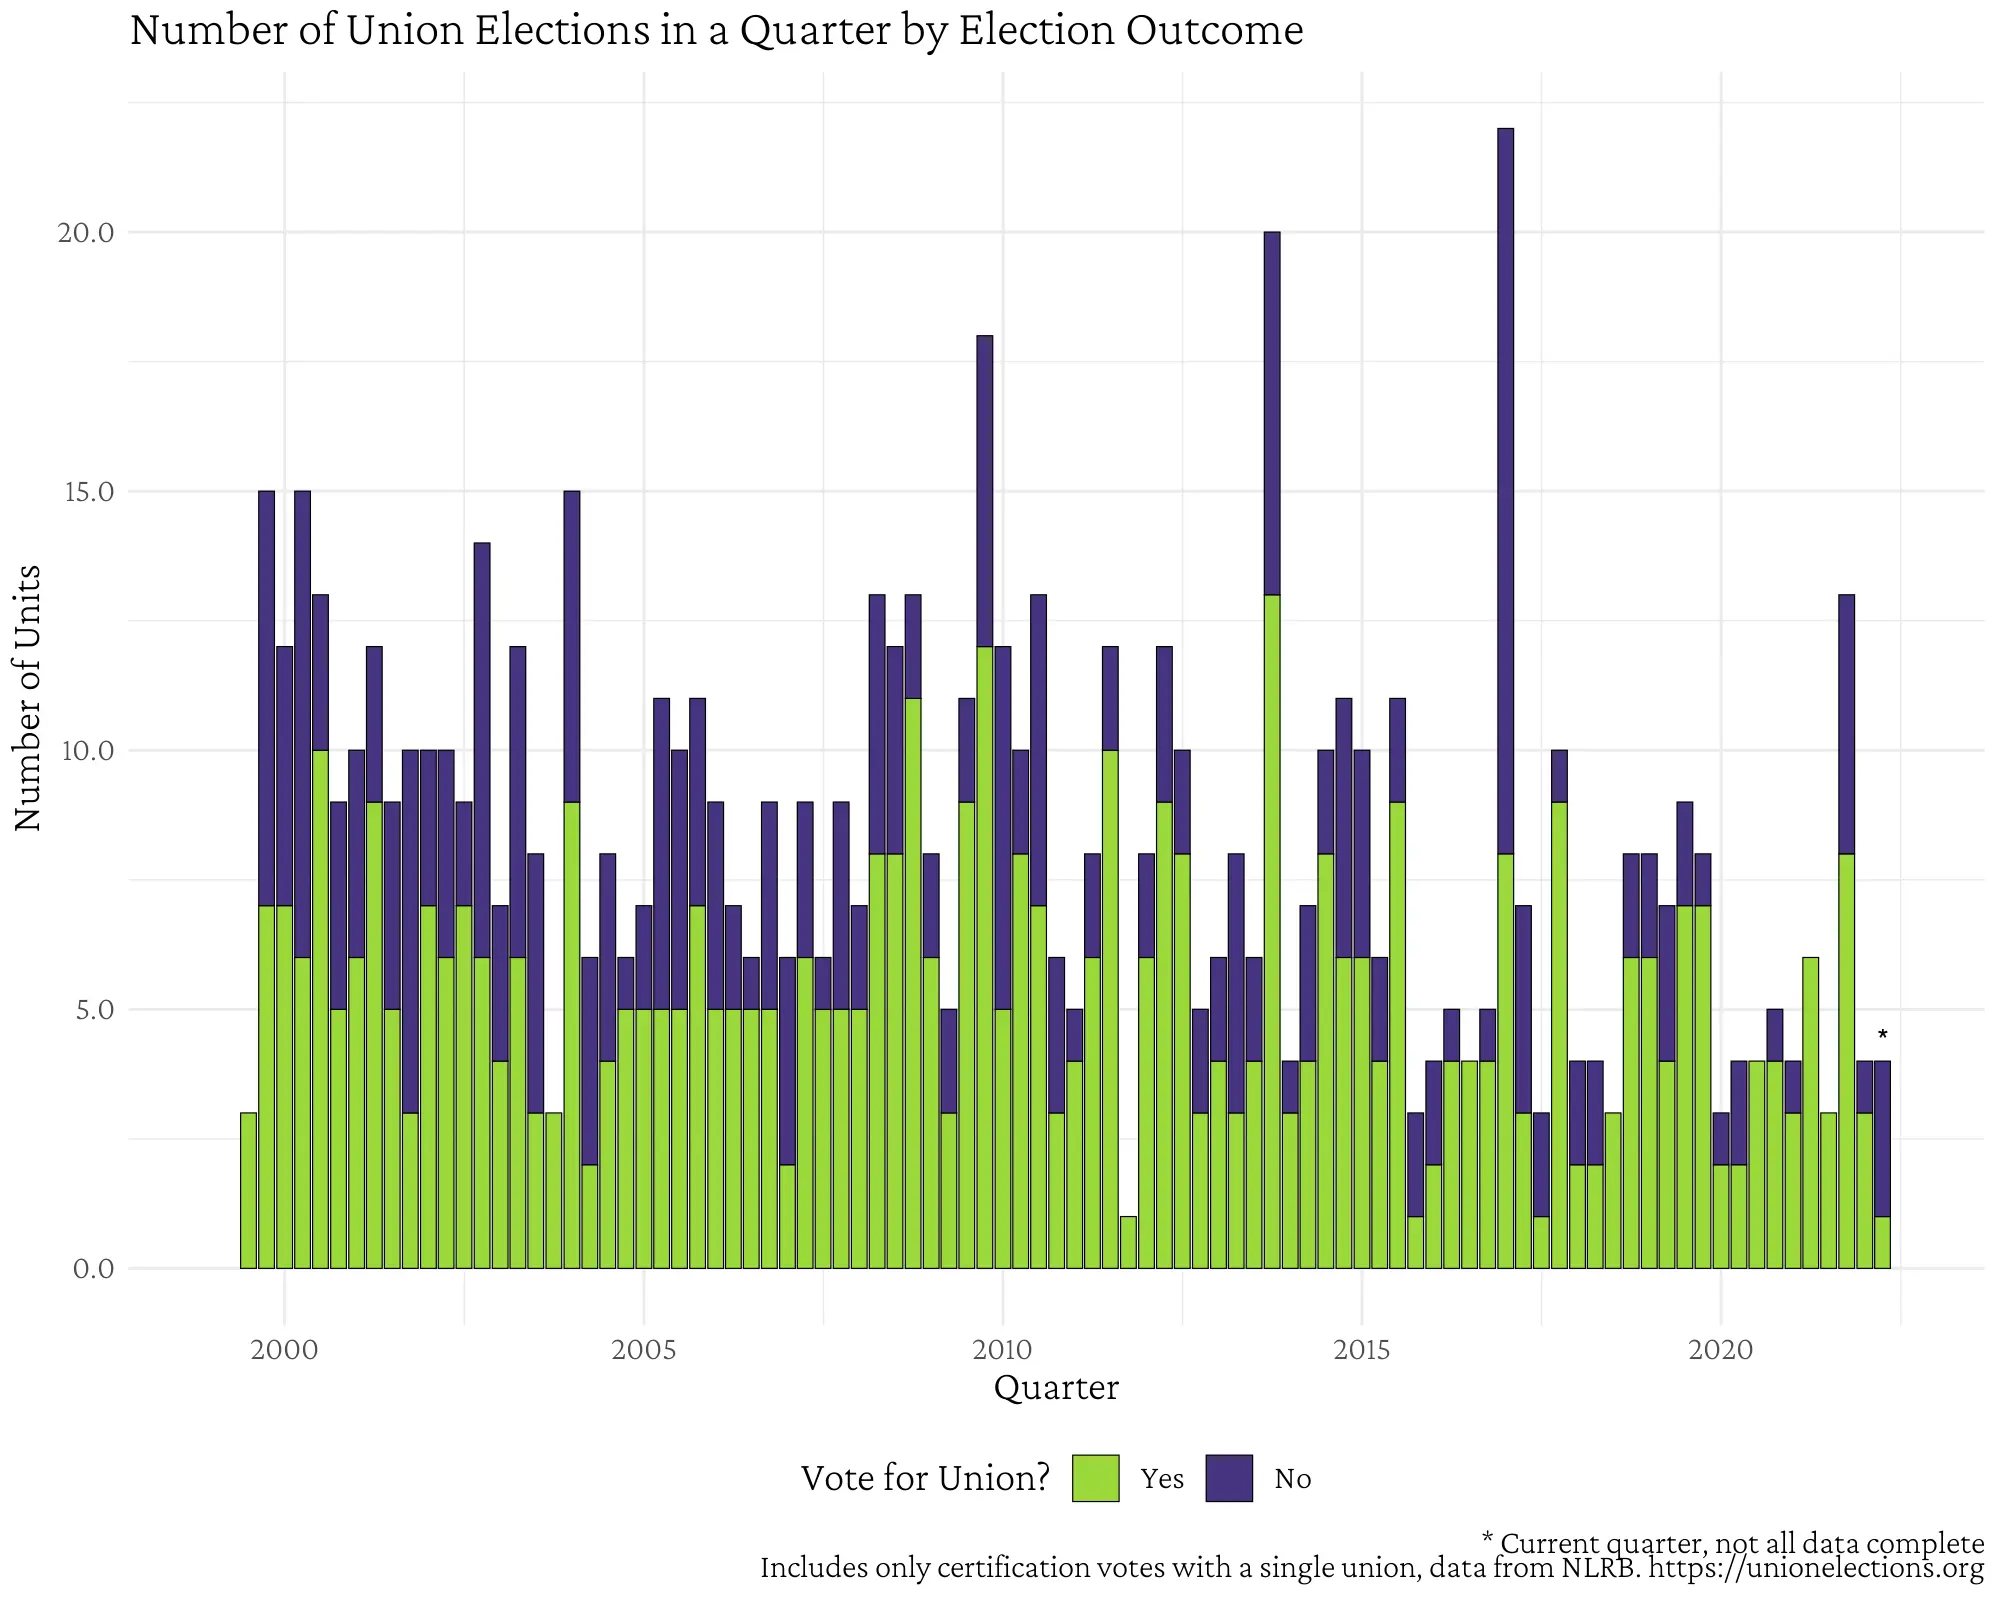 Number of Union Elections in a Quarter by Election Outcome
Number of Units
20.0
15.0
10.0
5.0
0.0
*
2000 2005 2010 2015 2020
Quarter
Vote for Union? Yes No
* Current quarter, not all data complete
Includes only certification votes with a single union, data from NLRB. https://unionelections.org